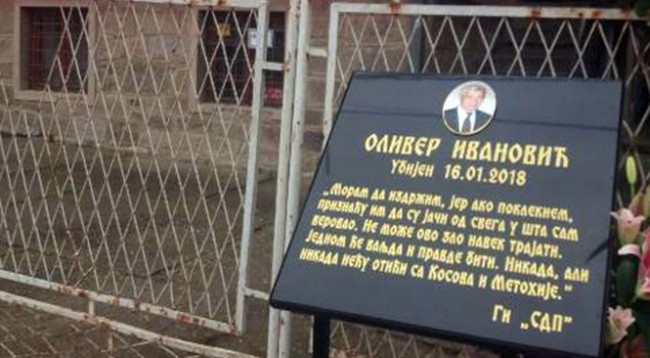 ОЛИВЕР ИВАНОВИЋ
Убијен 16.01.2018
„Морам да издржим, јер ако поклекнем,
признаћу им да су јачи од свега у шта сам
веровао. Не може ово зло навек трајати.
Једном ће ваљда и правде бити. Никада, али
никада нећу отићи са Косова и Метохије."
Ги „СДП"